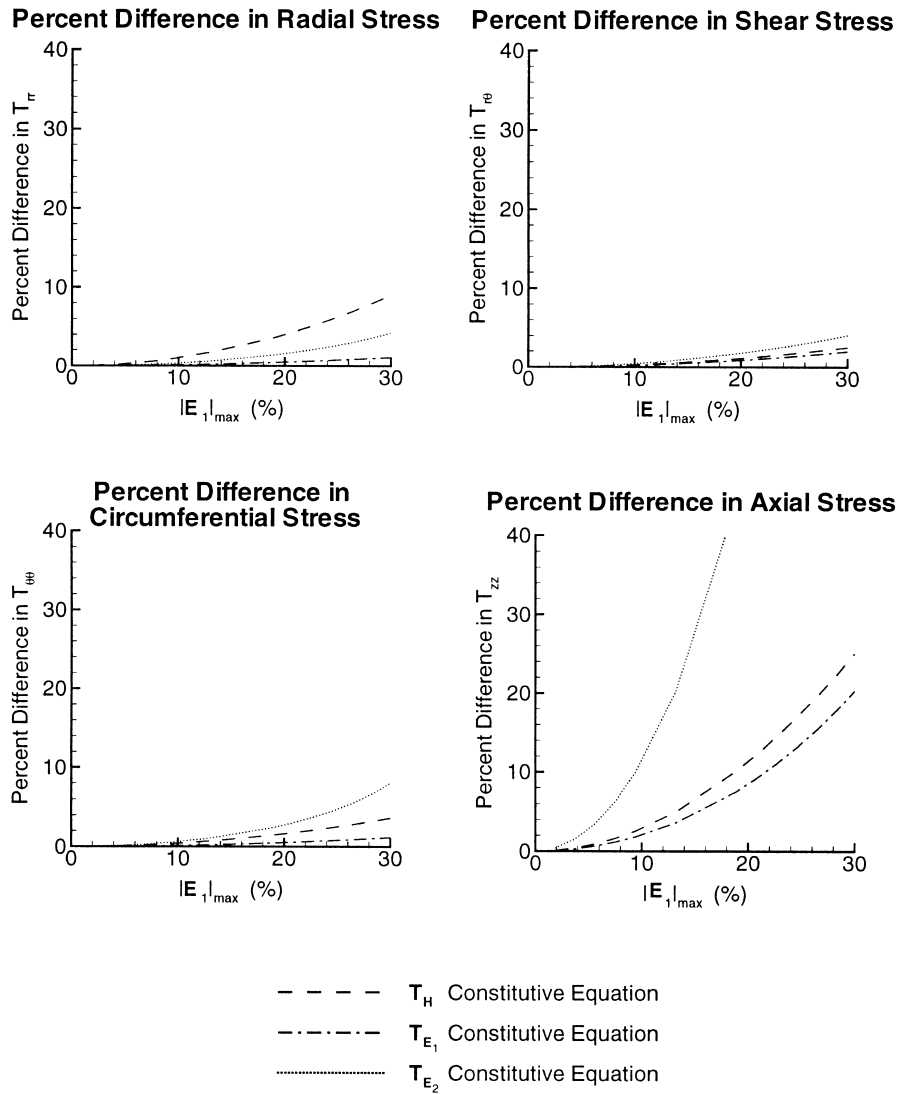 Percent Difference in Radial Stress
40
30
20
10
0
Percent Difference in T_rr
0 10 20 30
|E_1|_max (%)
Percent Difference in Shear Stress
40
30
20
10
0
Percent Difference in T_rθ
0 10 20 30
|E_1|_max (%)
Percent Difference in
Circumferential Stress
40
30
20
10
0
Percent Difference in T_θθ
0 10 20 30
|E_1|_max (%)
Percent Difference in Axial Stress
40
30
20
10
0
Percent Difference in T_zz
0 10 20 30
|E_1|_max (%)
T_H Constitutive Equation
T_E_1 Constitutive Equation
T_E_2 Constitutive Equation